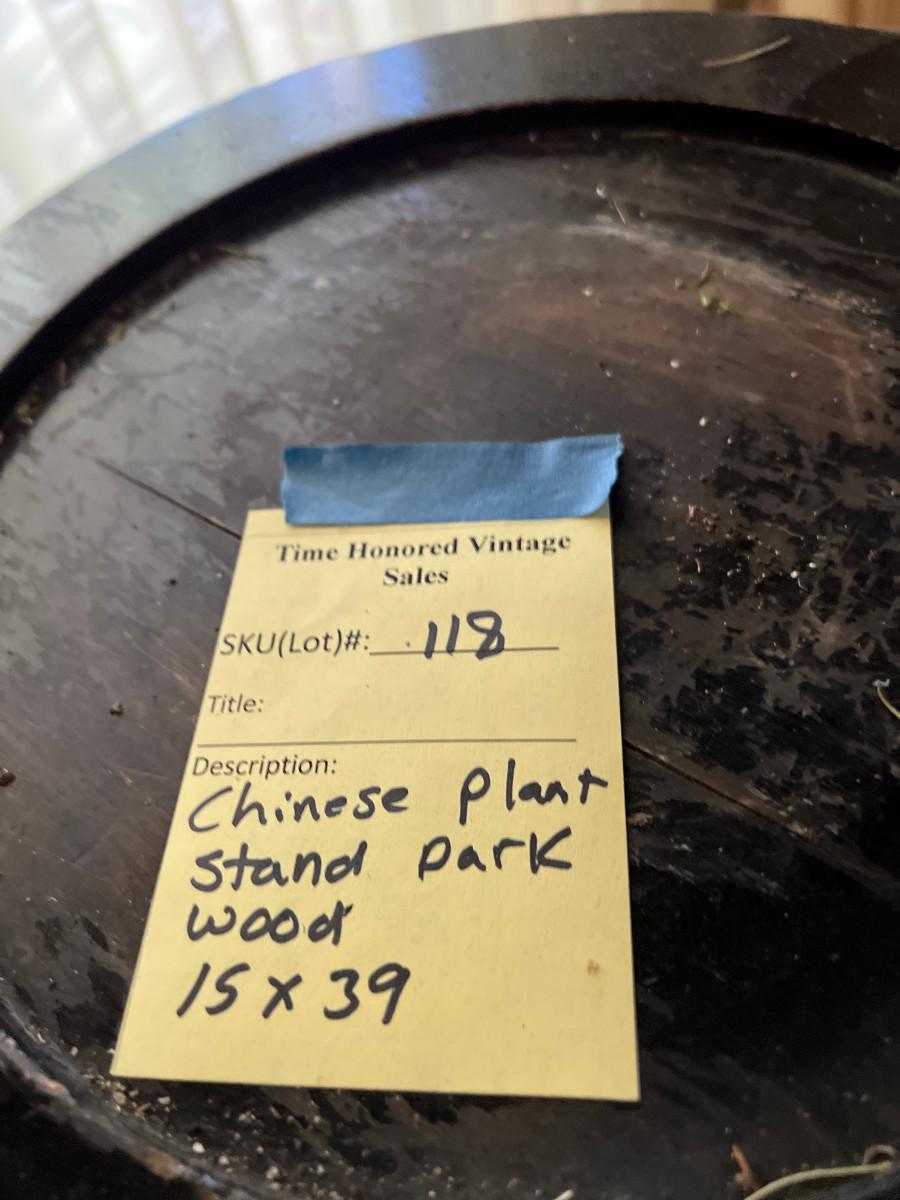 Time Honored Vintage
Sales
SKU(Lot)#: 118
Title:
Description:
Chinese Plant
Stand Dark
wood
15 x 39